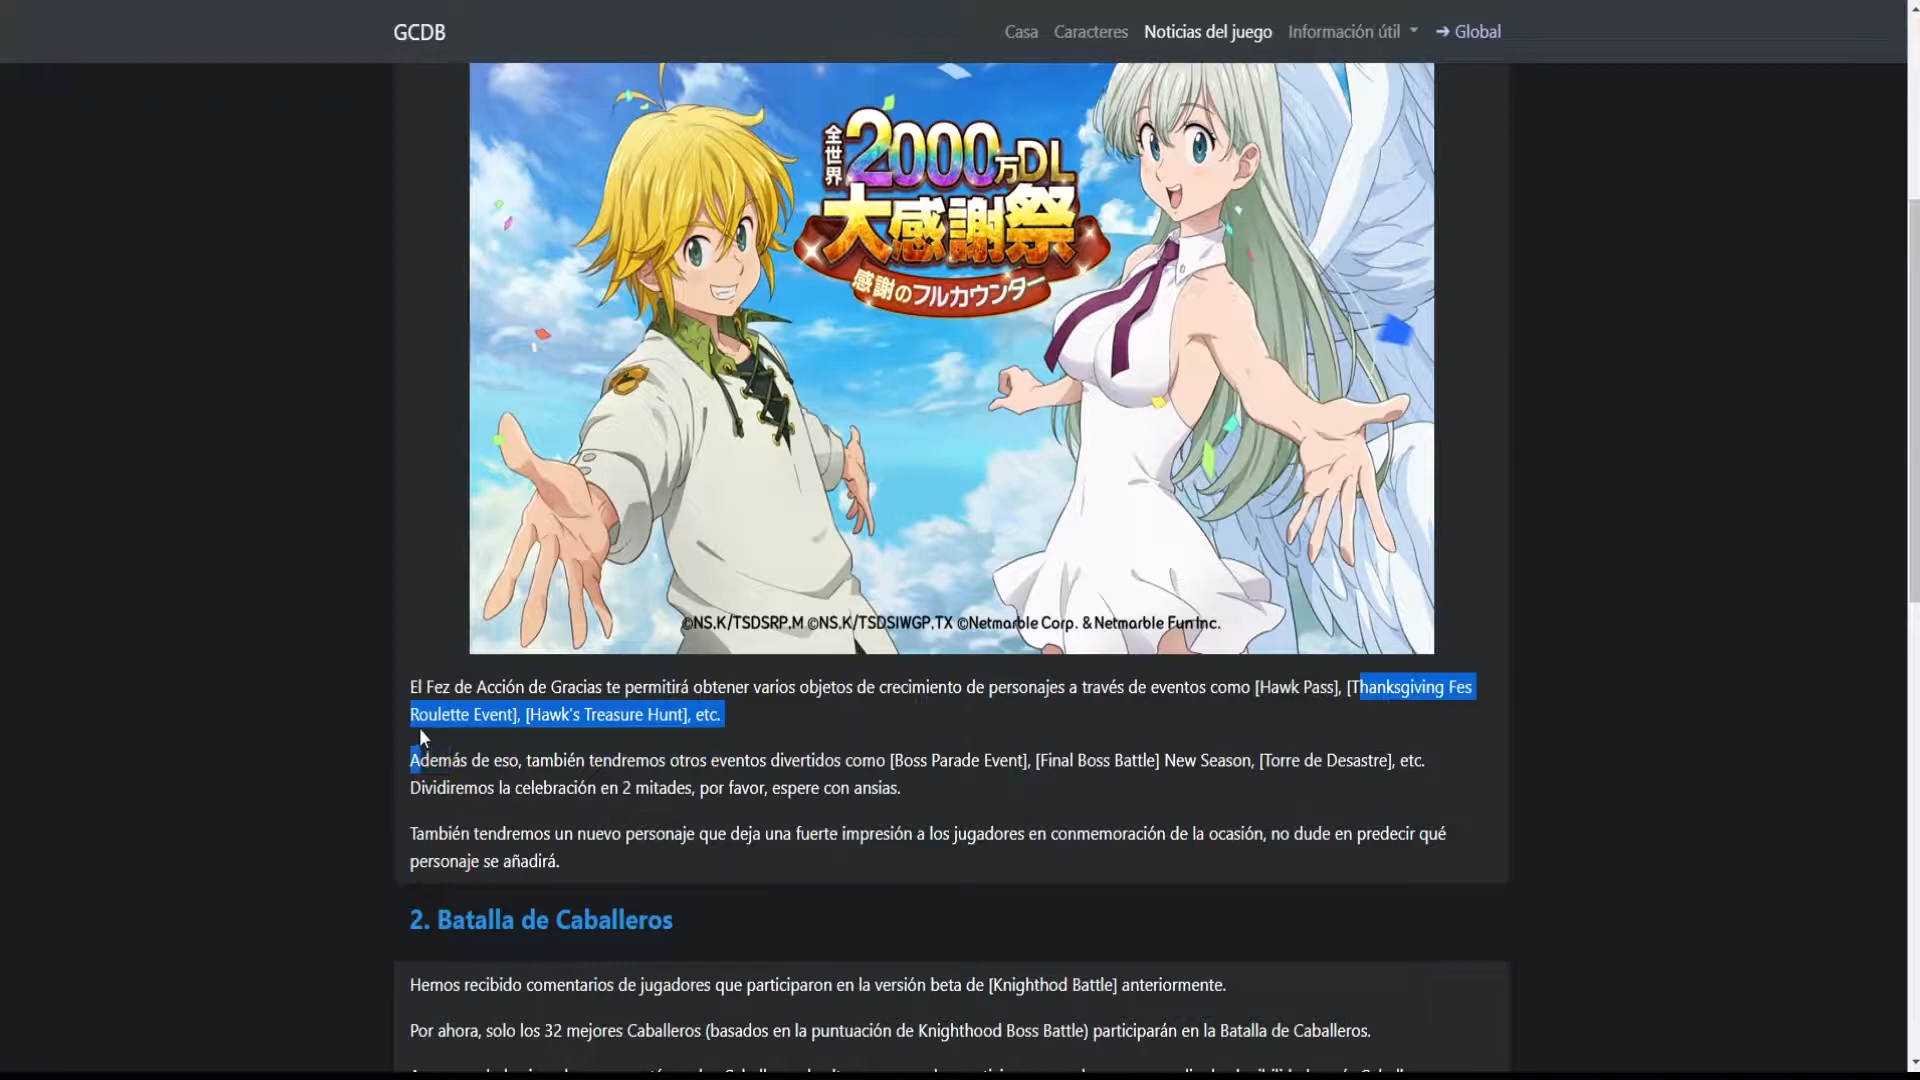 GCDB
Casa Caracteres Noticias del juego Información útil ➔ Global
全世界 2000万DL
大感謝祭
感謝のフルカウンター
©NS,K/TSDSRP,M ©NS,K/TSDSIWGP,TX ©Netmarble Corp. & Netmarble Fun Inc.
El Fez de Acción de Gracias te permitirá obtener varios objetos de crecimiento de personajes a través de eventos como [Hawk Pass], [Thanksgiving Fes
Roulette Event], [Hawk's Treasure Hunt], etc.
Además de eso, también tendremos otros eventos divertidos como [Boss Parade Event], [Final Boss Battle] New Season, [Torre de Desastre], etc.
Dividiremos la celebración en 2 mitades, por favor, espere con ansias.
También tendremos un nuevo personaje que deja una fuerte impresión a los jugadores en conmemoración de la ocasión, no dude en predecir qué
personaje se añadirá.
2. Batalla de Caballeros
Hemos recibido comentarios de jugadores que participaron en la versión beta de [Knighthod Battle] anteriormente.
Por ahora, solo los 32 mejores Caballeros (basados en la puntuación de Knighthood Boss Battle) participarán en la Batalla de Caballeros.